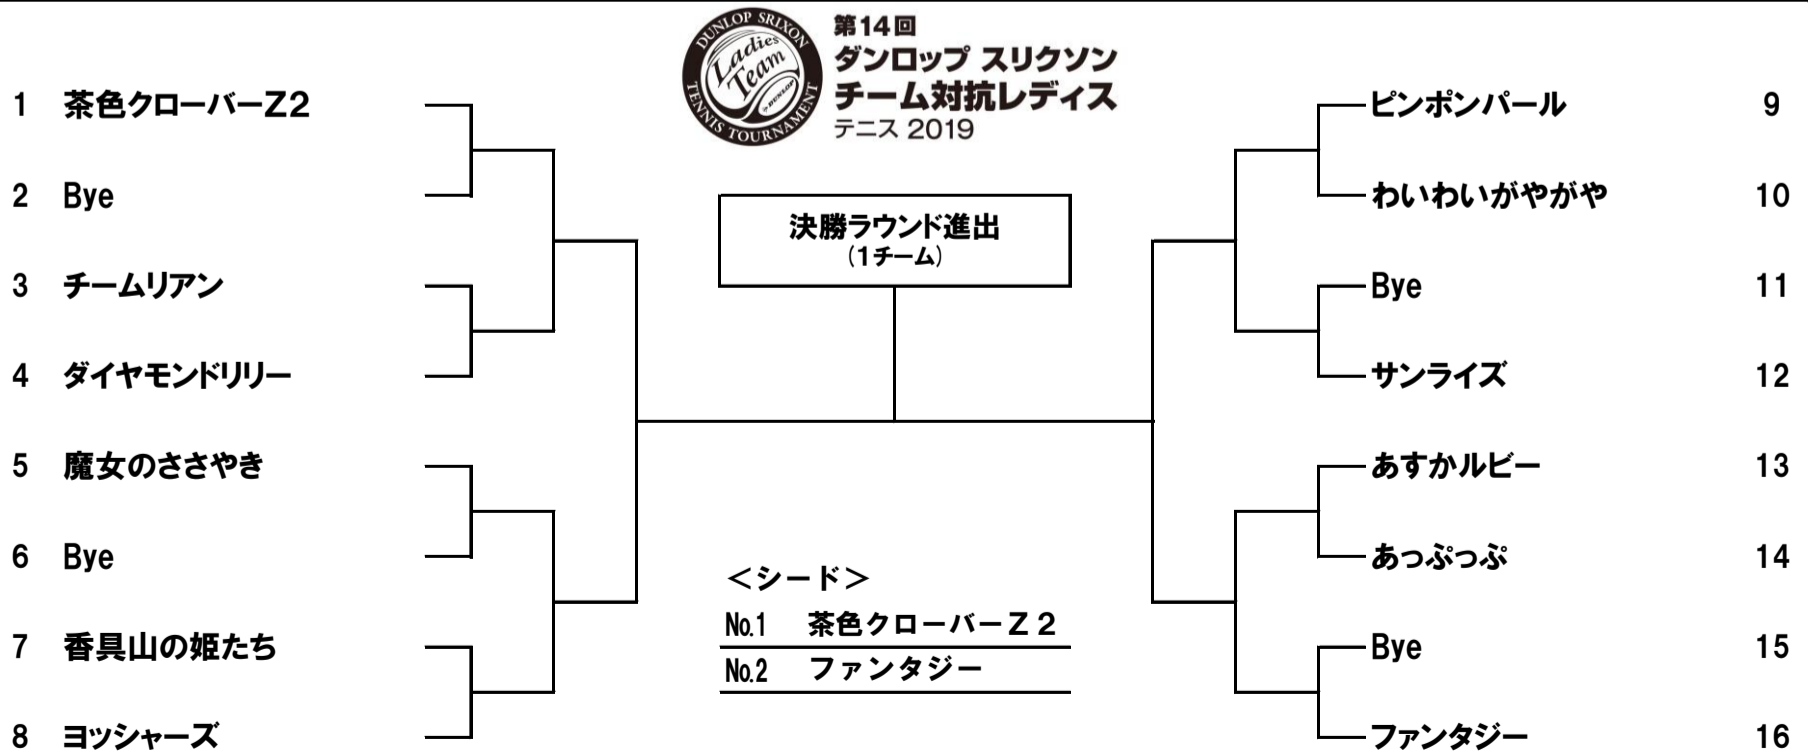 DUNLOP SRIXON
Ladies
Team
by DUNLOP
TENNIS TOURNAMENT
第14回
ダンロップ スリクソン
チーム対抗レディス
テニス 2019
1 茶色クローバーZ2
2 Bye
3 チームリアン
4 ダイヤモンドリリー
5 魔女のささやき
6 Bye
7 香具山の姫たち
8 ヨッシャーズ
決勝ラウンド進出
(1チーム)
<シード>
No.1 茶色クローバーZ2
No.2 ファンタジー
ピンポンパール 9
わいわいがやがや 10
Bye 11
サンライズ 12
あすかルビー 13
あっぷっぷ 14
Bye 15
ファンタジー 16